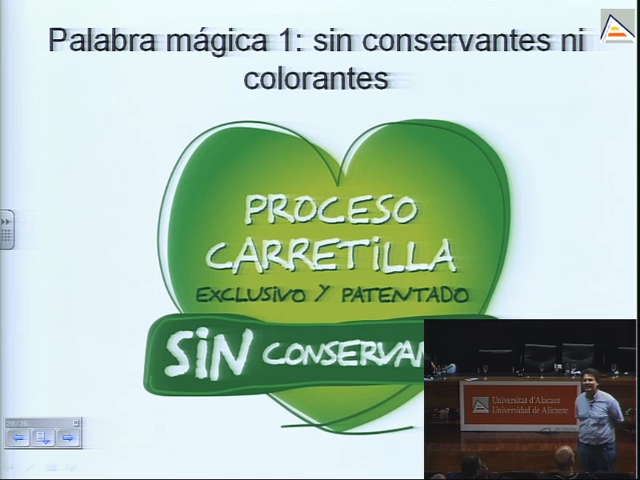 Palabra mágica 1: sin conservantes ni
colorantes
PROCESO
CARRETiLLA
EXCLUSIVO Y PATENTADO
SiN CONSERVAN
Universitat d'Alacant
Universidad de Alicante